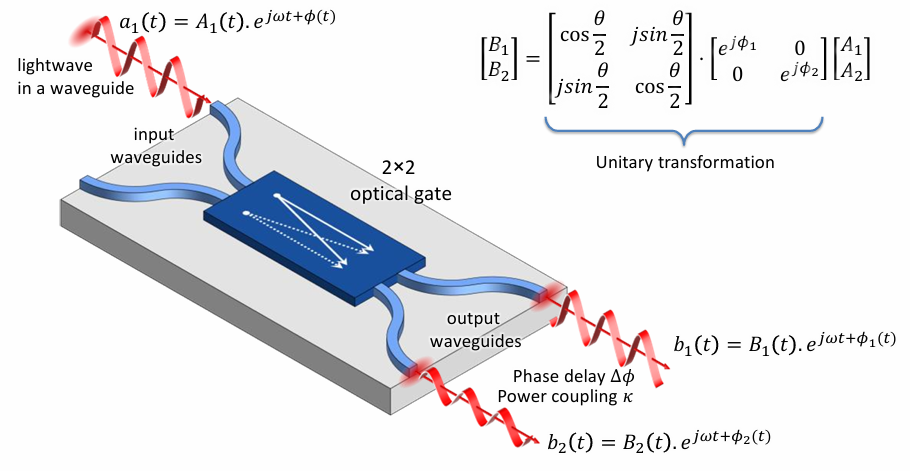 a₁(t) = A₁(t). e^{jωt+ϕ(t)}
lightwave
in a waveguide
[B₁ B₂] = [cos θ/2 jsin θ/2 jsin θ/2 cos θ/2] · [e^{jϕ₁} 0 0 e^{jϕ₂}] [A₁ A₂]
Unitary transformation
input
waveguides
2×2
optical gate
output
waveguides
b₁(t) = B₁(t). e^{jωt+ϕ₁(t)}
Phase delay Δϕ
Power coupling κ
b₂(t) = B₂(t). e^{jωt+ϕ₂(t)}